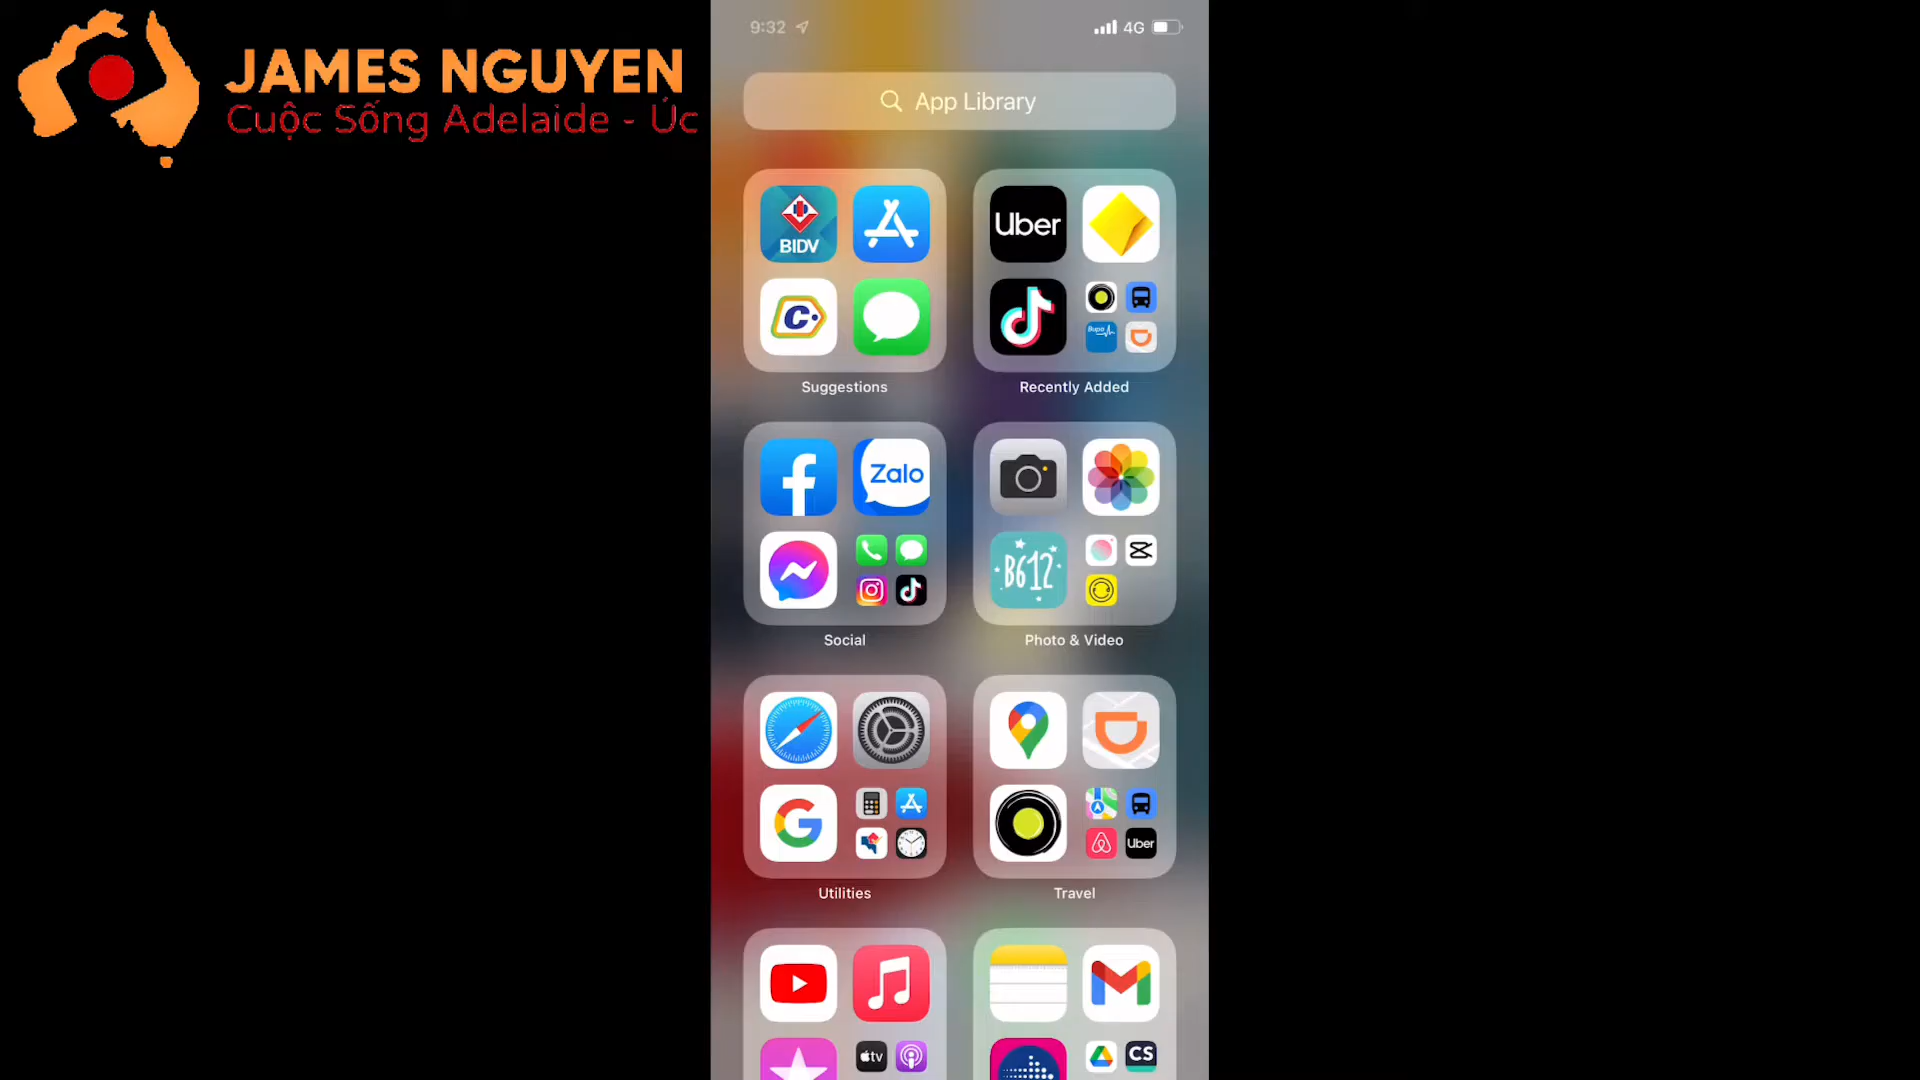 JAMES NGUYEN
Cuộc Sống Adelaide - Úc
9:32
4G
App Library
BIDV
Uber
C
Bupa
Suggestions
Recently Added
Zalo
B612
Social
Photo & Video
Uber
Utilities
Travel
tv
CS